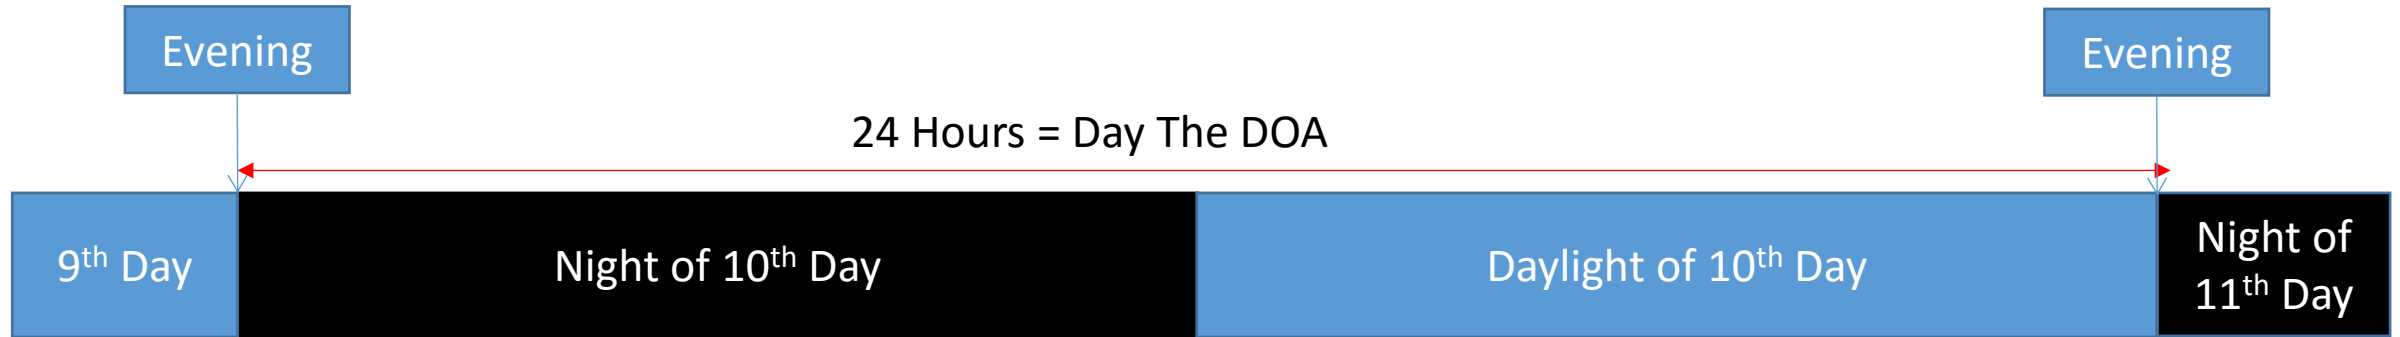 Evening
Evening
24 Hours = Day The DOA
9th Day
Night of 10th Day
Daylight of 10th Day
Night of
11th Day